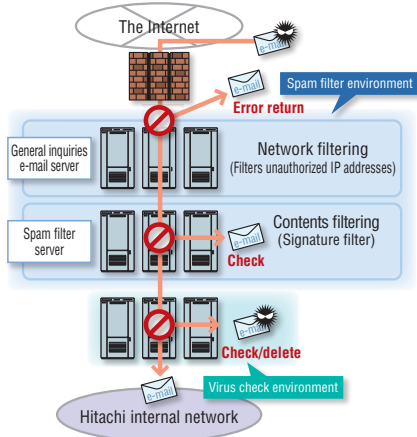 The Internet
e-mail
e-mail
Spam filter environment
Error return
General inquiries
e-mail server
Network filtering
(Filters unauthorized IP addresses)
Spam filter
server
Contents filtering
(Signature filter)
e-mail
Check
e-mail
Check/delete
Virus check environment
e-mail
Hitachi internal network